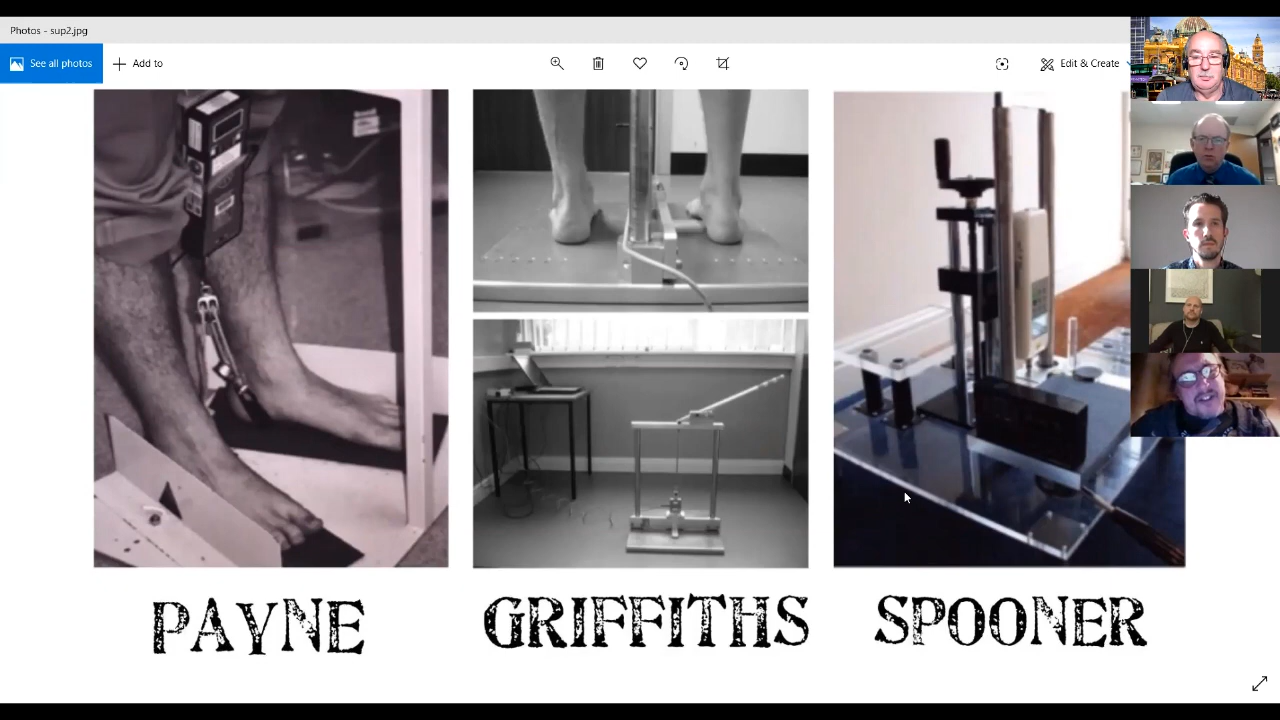 Photos - sup2.jpg
See all photos
Add to
Edit & Create
PAYNE
GRIFFITHS
SPOONER